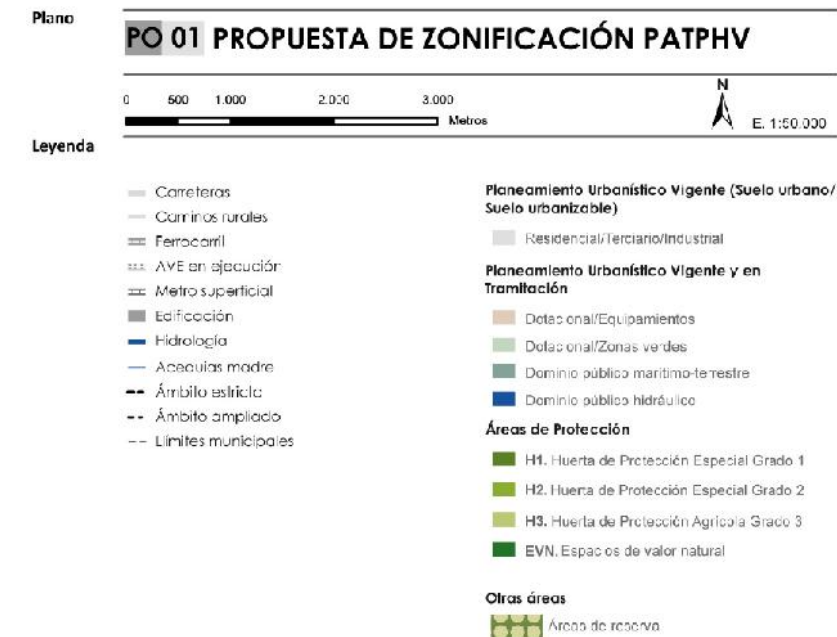 Plano
PO 01 PROPUESTA DE ZONIFICACIÓN PATPHV
0 500 1.000 2.000 3.000
Metros
N
E. 1:50.000
Leyenda
Carreteras
Caminos rurales
Ferrocarril
AVE en ejecución
Metro superficial
Edificación
Hidrología
Acequias madre
Ámbito estricto
Ámbito ampliado
Límites municipales
Planeamiento Urbanístico Vigente (Suelo urbano/
Suelo urbanizable)
Residencial/Terciario/Industrial
Planeamiento Urbanístico Vigente y en
Tramitación
Dotacional/Equipamientos
Dotacional/Zonas verdes
Dominio público marítimo-terrestre
Dominio público hidráulico
Áreas de Protección
H1. Huerta de Protección Especial Grado 1
H2. Huerta de Protección Especial Grado 2
H3. Huerta de Protección Agrícola Grado 3
EVN. Espacios de valor natural
Otras áreas
Áreas de reserva